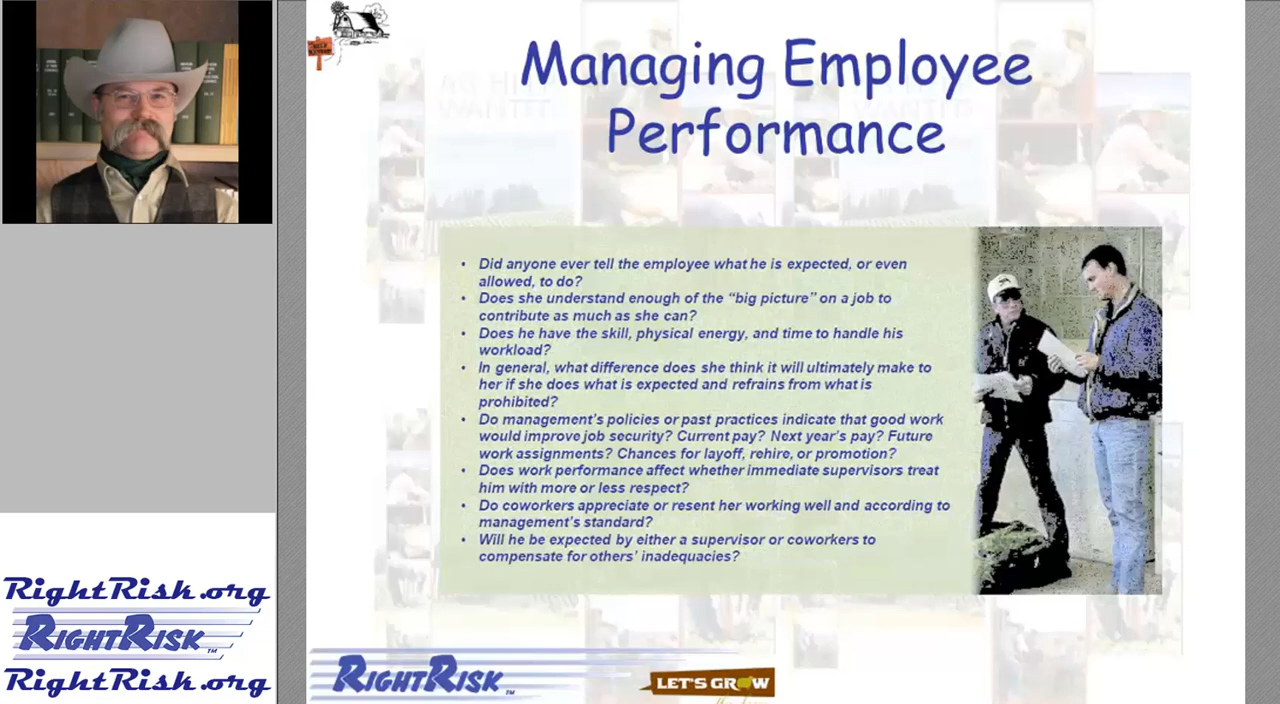 Managing Employee
Performance
• Did anyone ever tell the employee what he is expected, or even
allowed, to do?
• Does she understand enough of the “big picture” on a job to
contribute as much as she can?
• Does he have the skill, physical energy, and time to handle his
workload?
• In general, what difference does she think it will ultimately make to
her if she does what is expected and refrains from what is
prohibited?
• Do management’s policies or past practices indicate that good work
would improve job security? Current pay? Next year’s pay? Future
work assignments? Chances for layoff, rehire, or promotion?
• Does work performance affect whether immediate supervisors treat
him with more or less respect?
• Do coworkers appreciate or resent her working well and according to
management’s standard?
• Will he be expected by either a supervisor or coworkers to
compensate for others’ inadequacies?
RightRisk.org
RIGHTRISK™
RightRisk.org
RIGHTRISK™
LET'S GROW